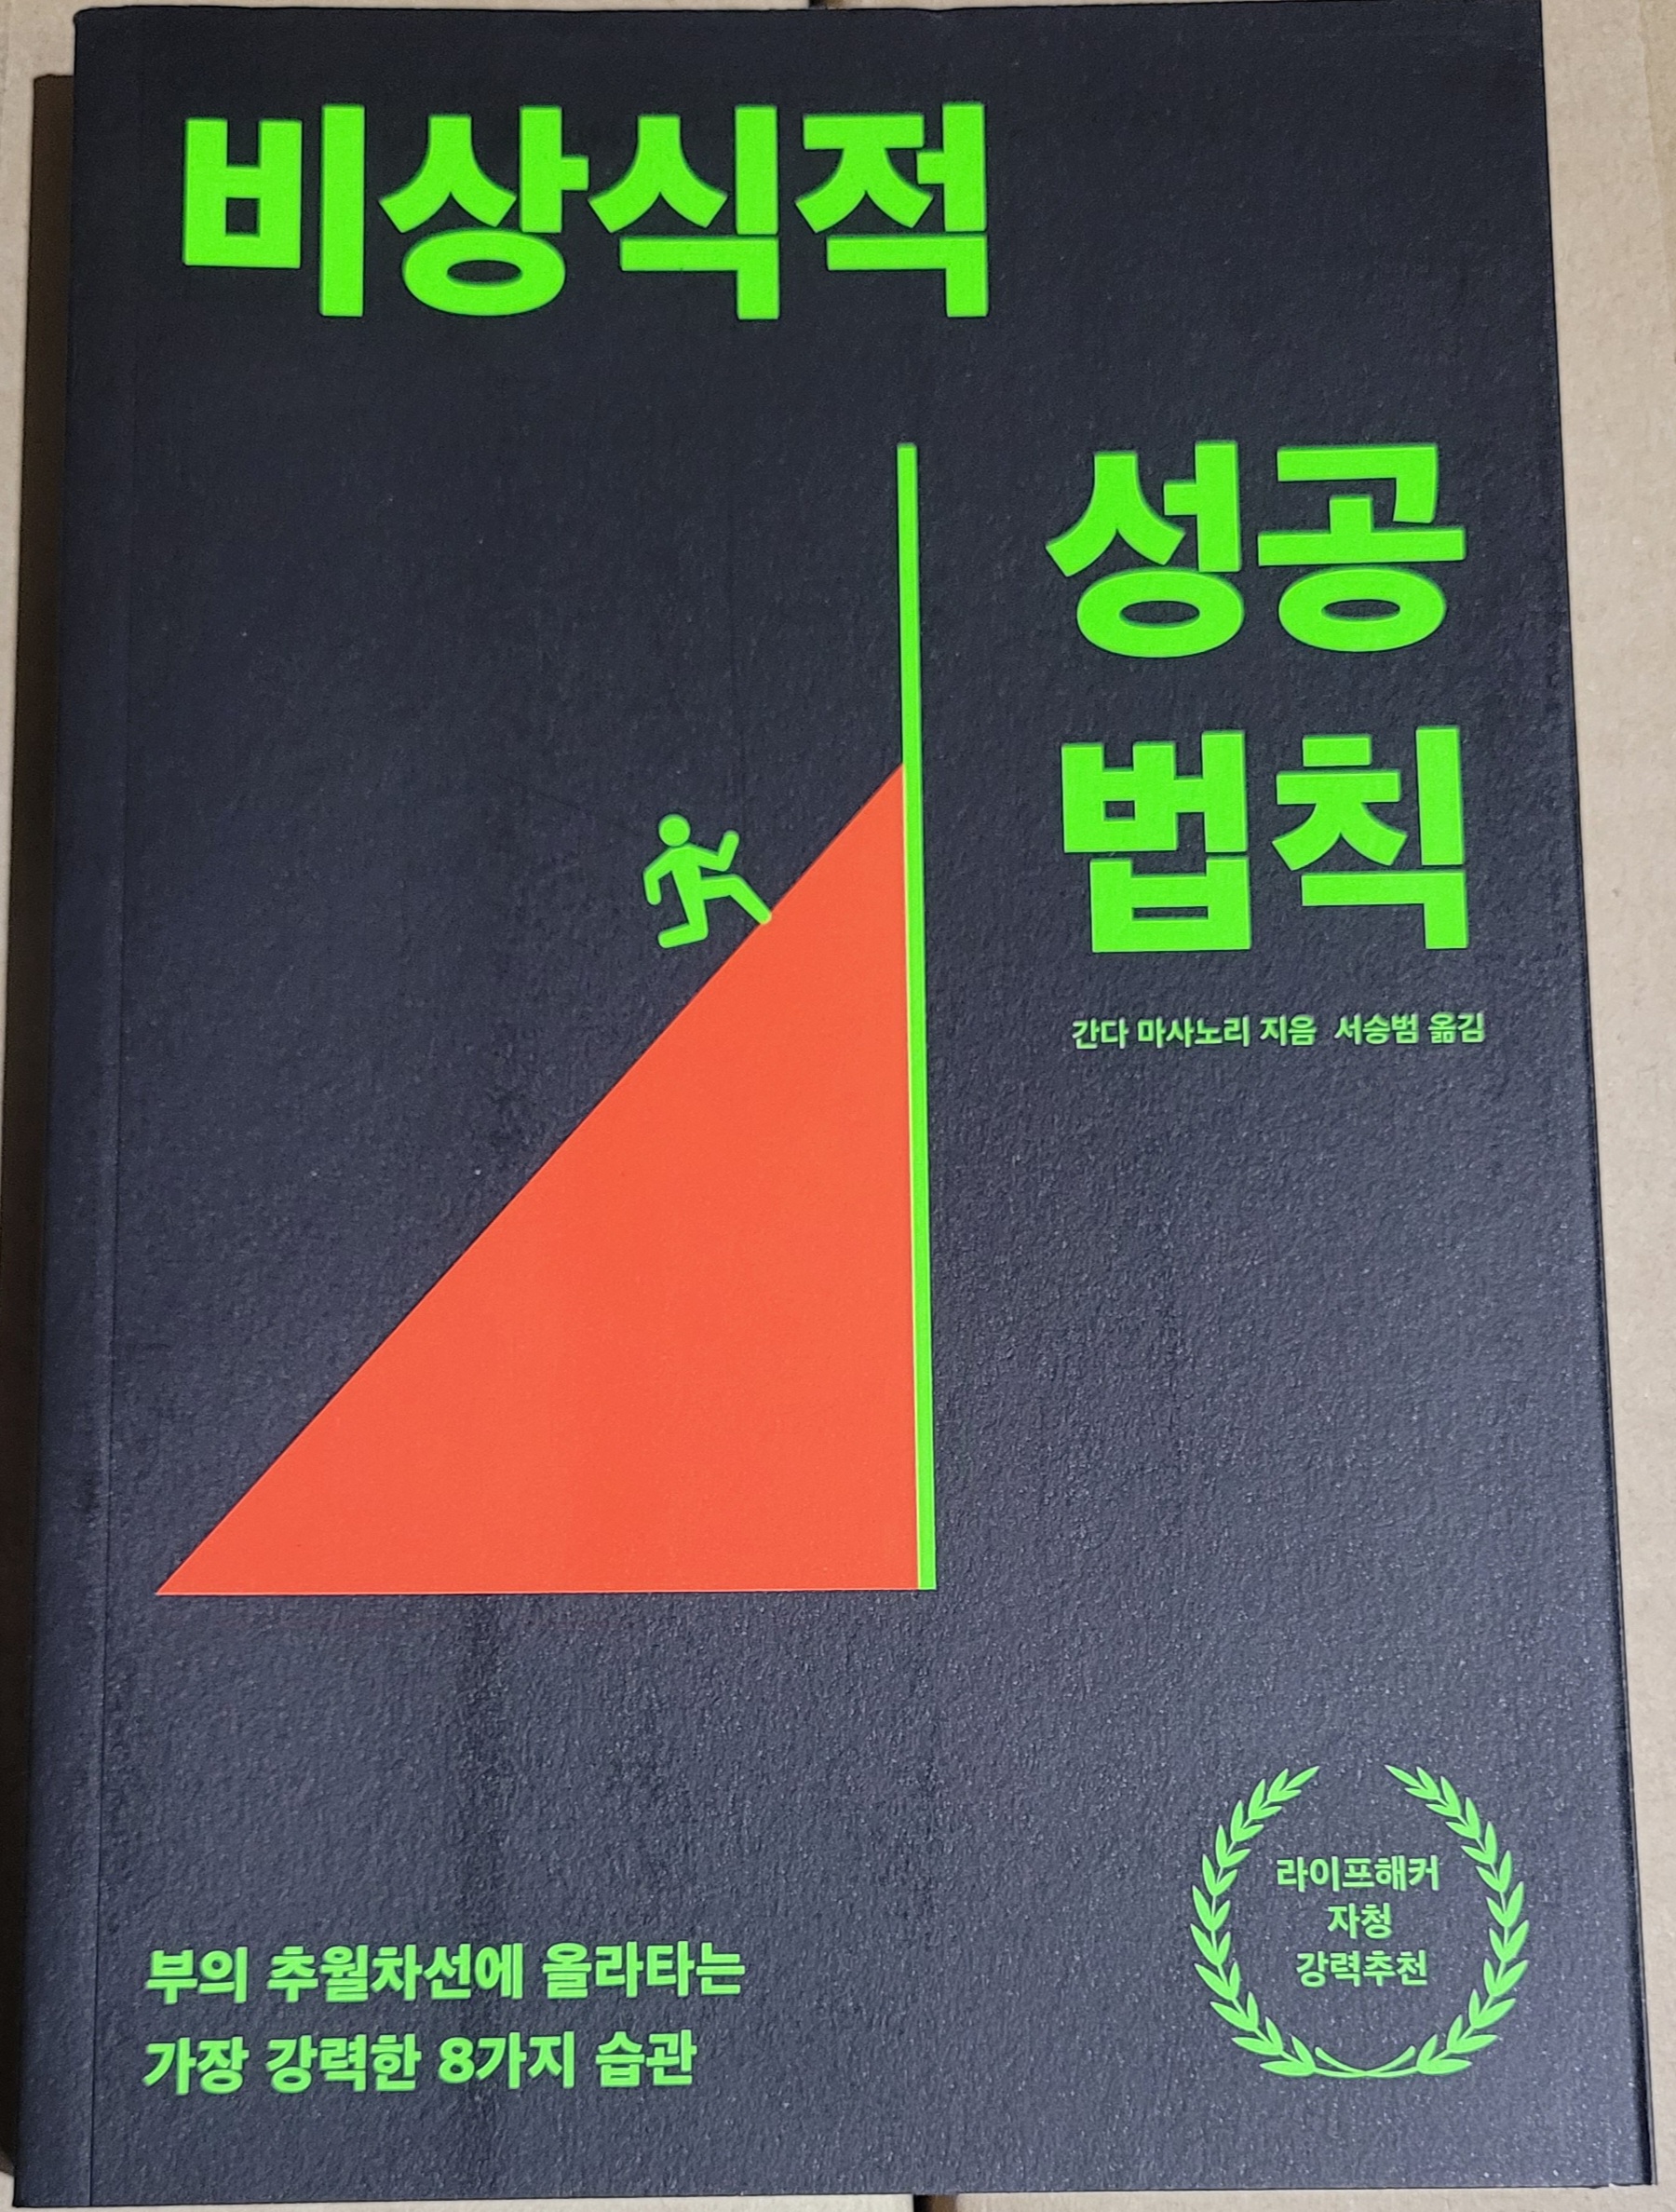 비상식적
성공
법칙
간다 마사노리 지음 서승범 옮김
라이프해커
자청
강력추천
부의 추월차선에 올라타는
가장 강력한 8가지 습관